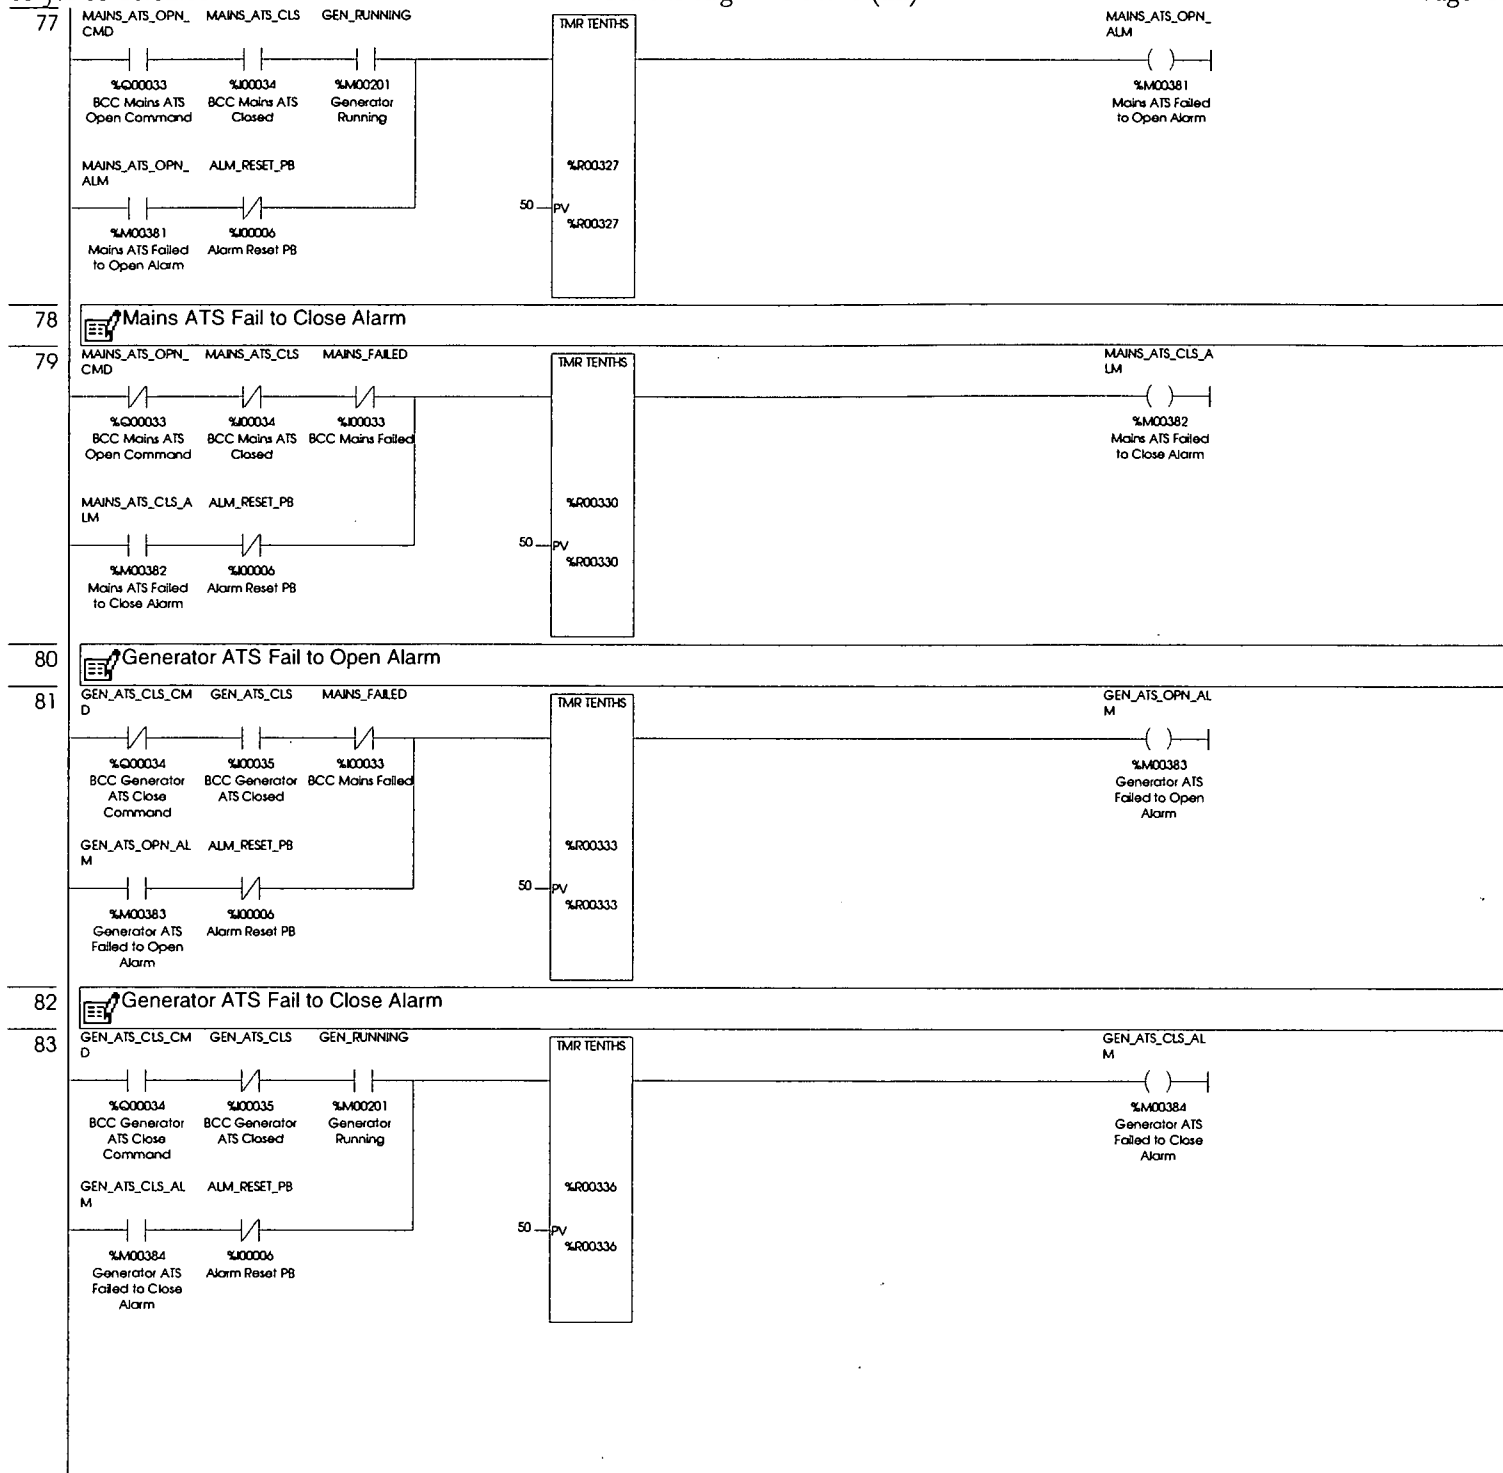 77
MAINS_ATS_OPN_ MAINS_ATS_CLS GEN_RUNNING TMR TENTHS MAINS_ATS_OPN_
CMD ALM
%Q00033 %I00034 %M00201 %M00381
BCC Mains ATS BCC Mains ATS Generator Mains ATS Failed
Open Command Closed Running to Open Alarm
MAINS_ATS_OPN_ ALM_RESET_PB %R00327
ALM
50 PV
%R00327
%M00381 %I00006
Mains ATS Failed Alarm Reset PB
to Open Alarm
78 Mains ATS Fail to Close Alarm
79
MAINS_ATS_OPN_ MAINS_ATS_CLS MAINS_FAILED TMR TENTHS MAINS_ATS_CLS_A
CMD LM
%Q00033 %I00034 %I00033 %M00382
BCC Mains ATS BCC Mains ATS BCC Mains Failed Mains ATS Failed
Open Command Closed to Close Alarm
MAINS_ATS_CLS_A ALM_RESET_PB %R00330
LM
50 PV
%R00330
%M00382 %I00006
Mains ATS Failed Alarm Reset PB
to Close Alarm
80 Generator ATS Fail to Open Alarm
81
GEN_ATS_CLS_CM GEN_ATS_CLS MAINS_FAILED TMR TENTHS GEN_ATS_OPN_AL
D M
%Q00034 %I00035 %I00033 %M00383
BCC Generator BCC Generator BCC Mains Failed Generator ATS
ATS Close ATS Closed Failed to Open
Command Alarm
GEN_ATS_OPN_AL ALM_RESET_PB %R00333
M
50 PV
%R00333
%M00383 %I00006
Generator ATS Alarm Reset PB
Failed to Open
Alarm
82 Generator ATS Fail to Close Alarm
83
GEN_ATS_CLS_CM GEN_ATS_CLS GEN_RUNNING TMR TENTHS GEN_ATS_CLS_AL
D M
%Q00034 %I00035 %M00201 %M00384
BCC Generator BCC Generator Generator Generator ATS
ATS Close ATS Closed Running Failed to Close
Command Alarm
GEN_ATS_CLS_AL ALM_RESET_PB %R00336
M
50 PV
%R00336
%M00384 %I00006
Generator ATS Alarm Reset PB
Failed to Close
Alarm